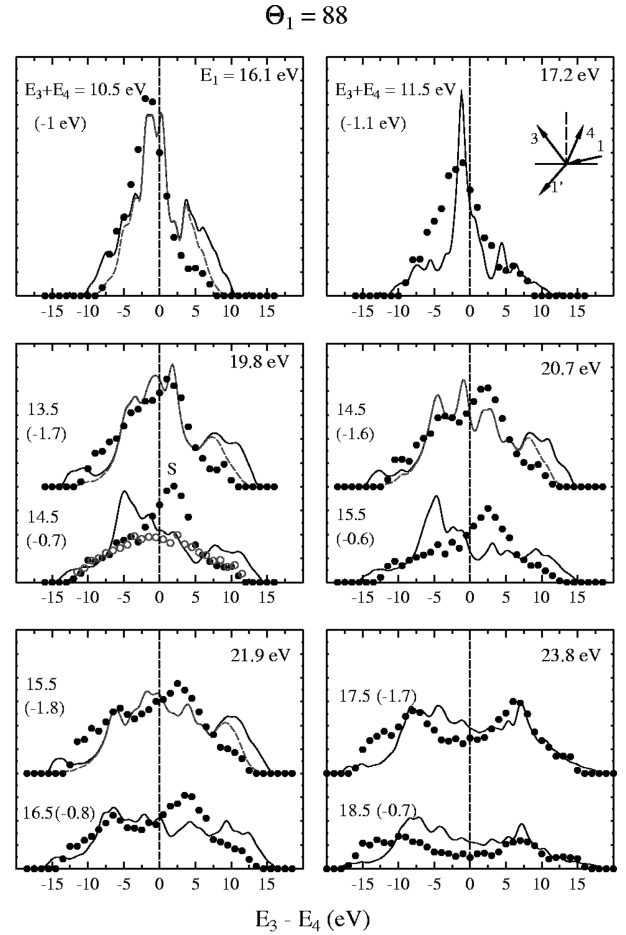 Θ₁ = 88
E₃+E₄ = 10.5 eV
E₁ = 16.1 eV
(-1 eV)
-15 -10 -5 0 5 10 15
E₃+E₄ = 11.5 eV
17.2 eV
(-1.1 eV)
3
4
1
1'
-15 -10 -5 0 5 10 15
19.8 eV
13.5
(-1.7)
S
14.5
(-0.7)
-15 -10 -5 0 5 10 15
20.7 eV
14.5
(-1.6)
15.5
(-0.6)
-15 -10 -5 0 5 10 15
21.9 eV
15.5
(-1.8)
16.5(-0.8)
-15 -10 -5 0 5 10 15
23.8 eV
17.5 (-1.7)
18.5 (-0.7)
-15 -10 -5 0 5 10 15
E₃ - E₄ (eV)